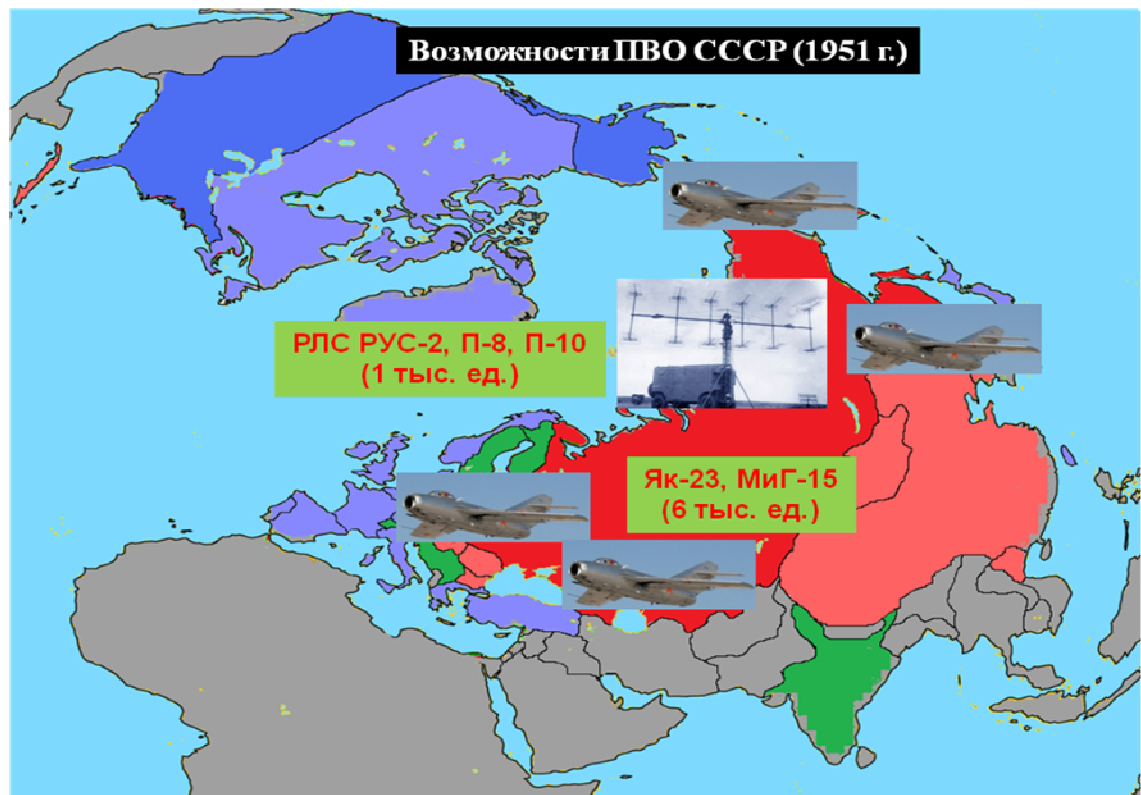 Возможности ПВО СССР (1951 г.)
РЛС РУС-2, П-8, П-10
(1 тыс. ед.)
Як-23, МиГ-15
(6 тыс. ед.)